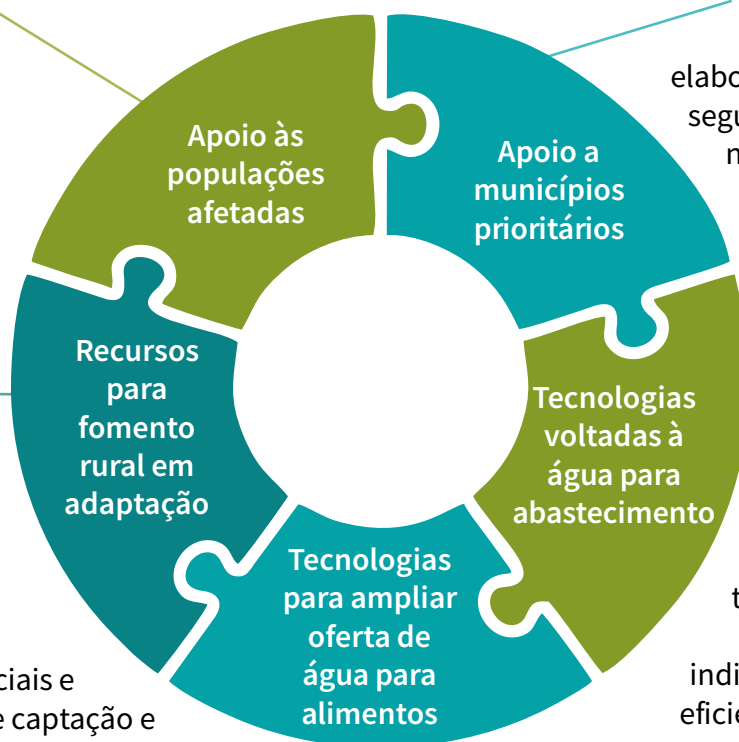 Apoio às
populações
afetadas
Apoio a
municípios
prioritários
Tecnologias
voltadas à
água para
abastecimento
Tecnologias
para ampliar
oferta de
água para
alimentos
Recursos
para
fomento
rural em
adaptação
e captação e